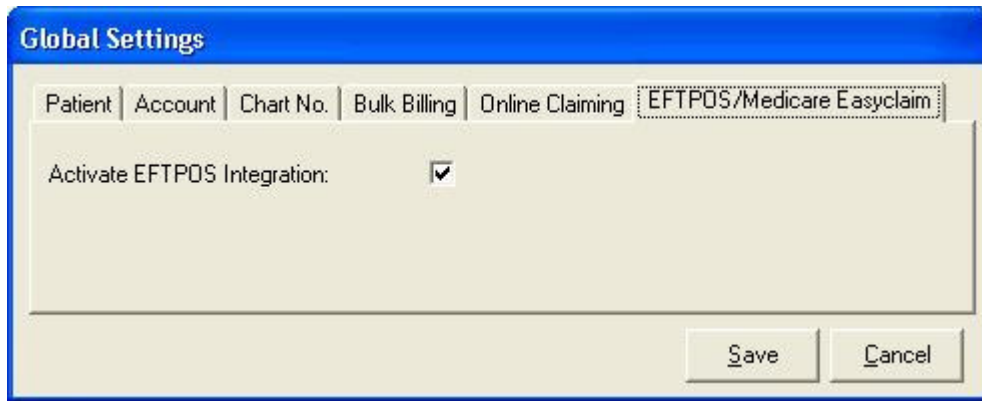 Global Settings
Patient Account Chart No. Bulk Billing Online Claiming EFTPOS/Medicare Easyclaim
Activate EFTPOS Integration:
Save Cancel